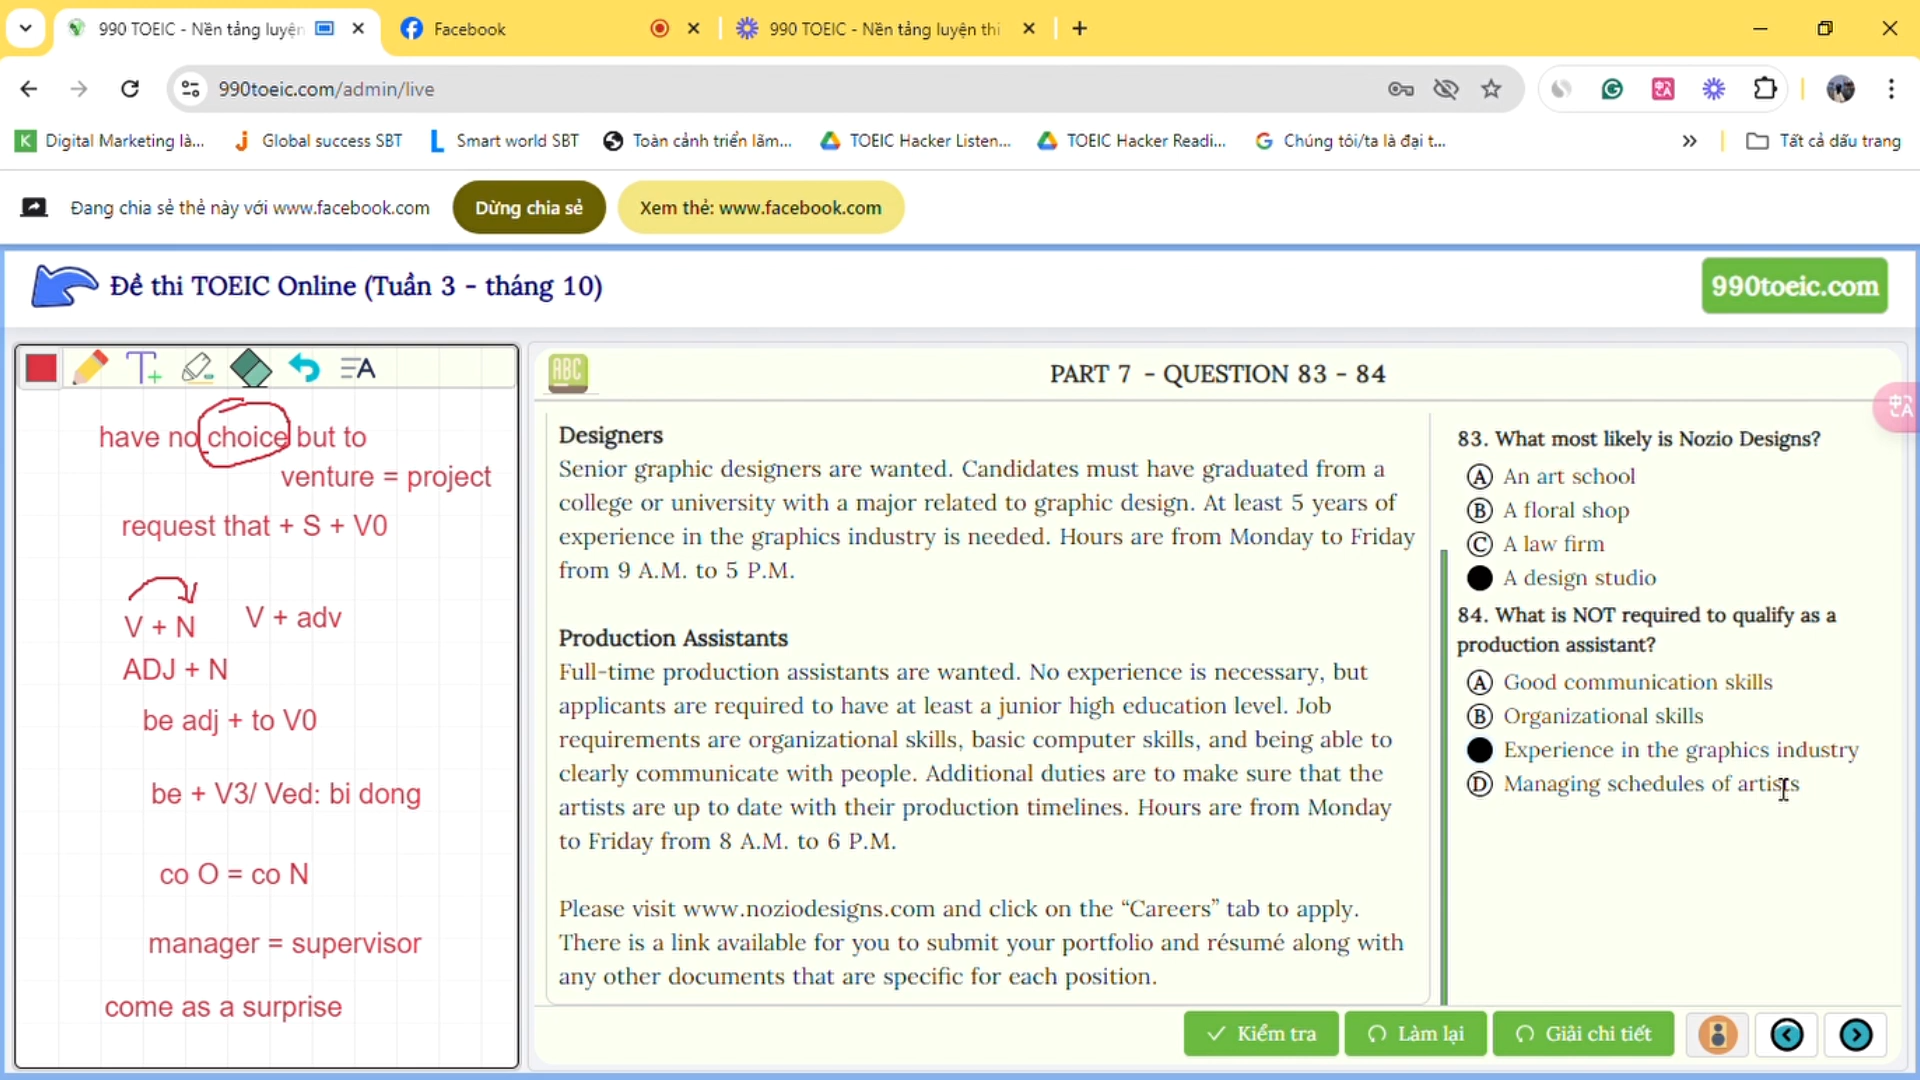 990 TOEIC - Nền tảng luyện
Facebook
990 TOEIC - Nền tảng luyện thi
990toeic.com/admin/live
Digital Marketing là...
Global success SBT
Smart world SBT
Toàn cảnh triển lãm...
TOEIC Hacker Listen...
TOEIC Hacker Readi...
Chúng tôi/ta là đại t...
Tất cả dấu trang
Đang chia sẻ thẻ này với www.facebook.com
Dừng chia sẻ
Xem thẻ: www.facebook.com
Đề thi TOEIC Online (Tuần 3 - tháng 10)
990toeic.com
have no choice but to
venture = project
request that + S + V0
V + N
V + adv
ADJ + N
be adj + to V0
be + V3/ Ved: bi dong
co O = co N
manager = supervisor
come as a surprise
ABC
PART 7 - QUESTION 83 - 84
Designers
Senior graphic designers are wanted. Candidates must have graduated from a
college or university with a major related to graphic design. At least 5 years of
experience in the graphics industry is needed. Hours are from Monday to Friday
from 9 A.M. to 5 P.M.
Production Assistants
Full-time production assistants are wanted. No experience is necessary, but
applicants are required to have at least a junior high education level. Job
requirements are organizational skills, basic computer skills, and being able to
clearly communicate with people. Additional duties are to make sure that the
artists are up to date with their production timelines. Hours are from Monday
to Friday from 8 A.M. to 6 P.M.
Please visit www.noziodesigns.com and click on the “Careers” tab to apply.
There is a link available for you to submit your portfolio and résumé along with
any other documents that are specific for each position.
83. What most likely is Nozio Designs?
A An art school
B A floral shop
C A law firm
A design studio
84. What is NOT required to qualify as a
production assistant?
A Good communication skills
B Organizational skills
Experience in the graphics industry
D Managing schedules of artists
Kiểm tra
Làm lại
Giải chi tiết